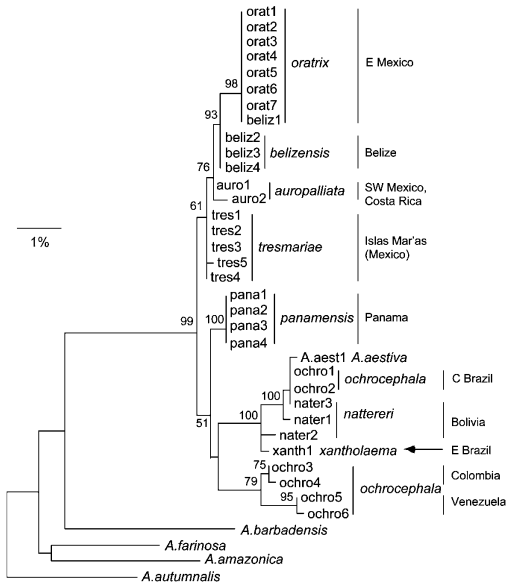 orat1
orat2
orat3
orat4
orat5
orat6
orat7
beliz1
oratrix
E Mexico
98
93
beliz2
beliz3
beliz4
belizensis
Belize
76
auro1
auro2
auropalliata
SW Mexico,
Costa Rica
61
tres1
tres2
tres3
tres5
tres4
tresmariae
Islas Mar'as
(Mexico)
1%
99
100
pana1
pana2
pana3
pana4
panamensis
Panama
A.aest1 A.aestiva
ochro1
ochro2
ochrocephala
C Brazil
100
nater3
nater1
nater2
nattereri
Bolivia
100
51
xanth1 xantholaema
E Brazil
75
ochro3
ochro4
79
95
ochro5
ochro6
ochrocephala
Colombia
Venezuela
A.barbadensis
A.farinosa
A.amazonica
A.autumnalis